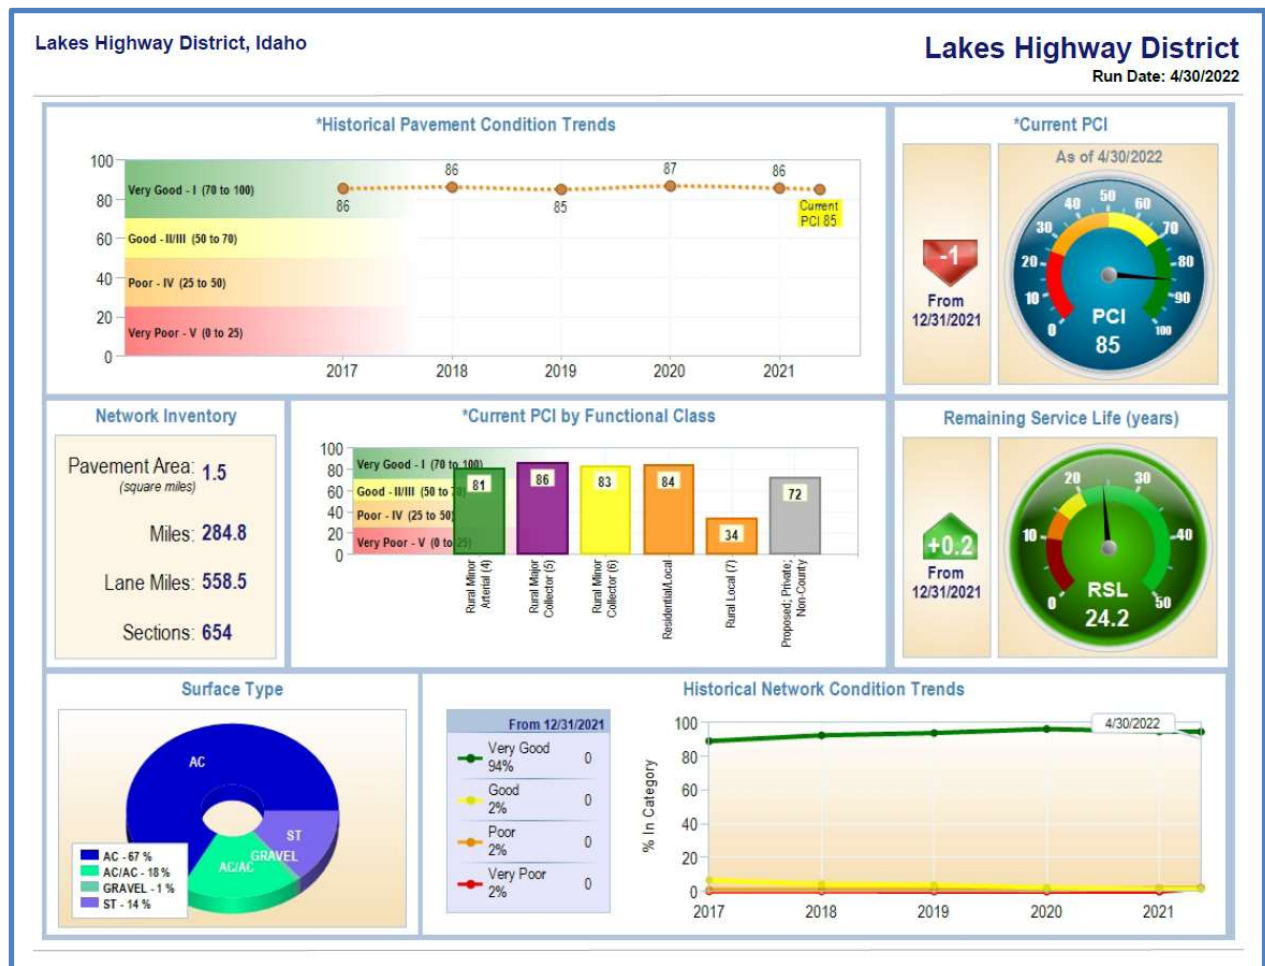 Lakes Highway District, Idaho
Lakes Highway District
Run Date: 4/30/2022
*Historical Pavement Condition Trends
100
80
60
40
20
0
Very Good - I (70 to 100)
Good - II/III (50 to 70)
Poor - IV (25 to 50)
Very Poor - V (0 to 25)
86
86
85
87
86
Current
PCI 85
2017
2018
2019
2020
2021
*Current PCI
-1
From
12/31/2021
As of 4/30/2022
0
10
20
30
40
50
60
70
80
90
100
PCI
85
Network Inventory
Pavement Area: 1.5
(square miles)
Miles: 284.8
Lane Miles: 558.5
Sections: 654
*Current PCI by Functional Class
100
80
60
40
20
0
Very Good - I (70 to 100)
Good - II/III (50 to 70)
Poor - IV (25 to 50)
Very Poor - V (0 to 25)
81
86
83
84
34
72
Rural Minor
Arterial (4)
Rural Major
Collector (5)
Rural Minor
Collector (6)
Residential/Local
Rural Local (7)
Proposed; Private;
Non-County
Remaining Service Life (years)
+0.2
From
12/31/2021
0
10
20
30
40
50
RSL
24.2
Surface Type
AC
ST
GRAVEL
AC/AC
AC - 67 %
AC/AC - 18 %
GRAVEL - 1 %
ST - 14 %
Historical Network Condition Trends
From 12/31/2021
Very Good
94% 0
Good
2% 0
Poor
2% 0
Very Poor
2% 0
% In Category
100
80
60
40
20
0
4/30/2022
2017
2018
2019
2020
2021